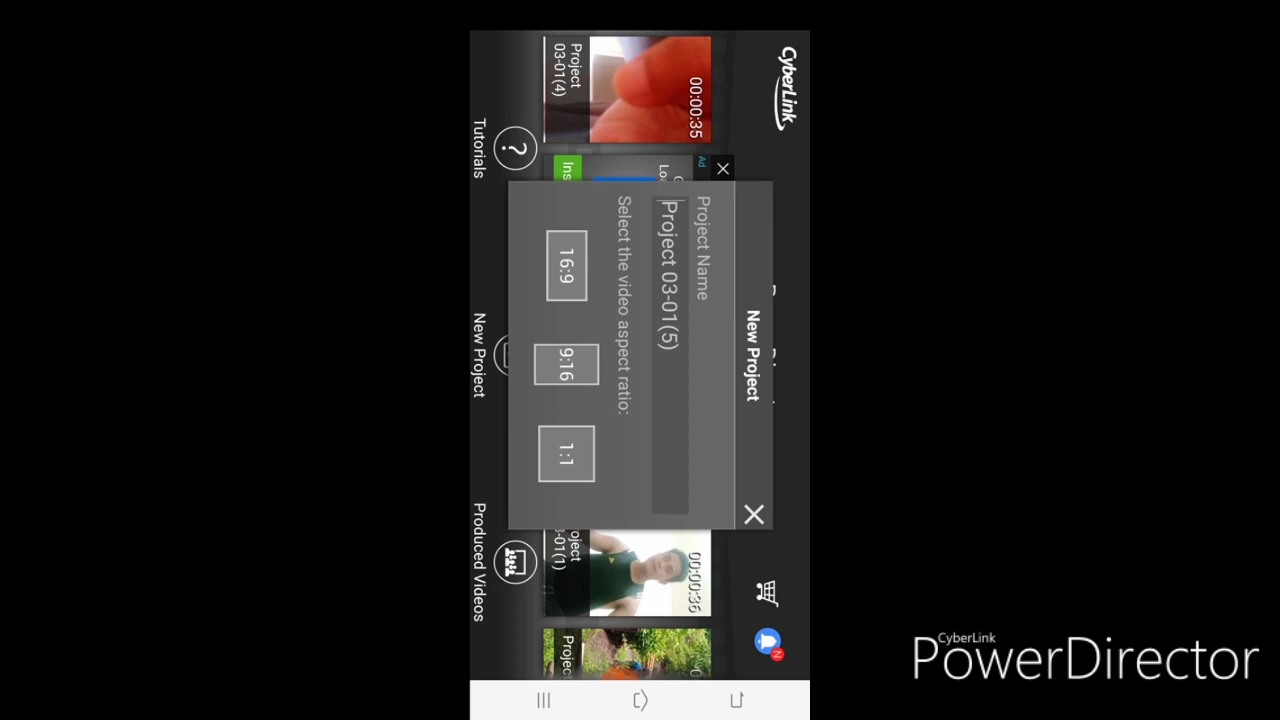 CyberLink
New Project
Project Name
Project 03-01(5)
Select the video aspect ratio:
16:9
9:16
1:1
00:00:35
Project
03-01(4)
Ad
00:00:36
Tutorials
New Project
Produced Videos
N
CyberLink
PowerDirector